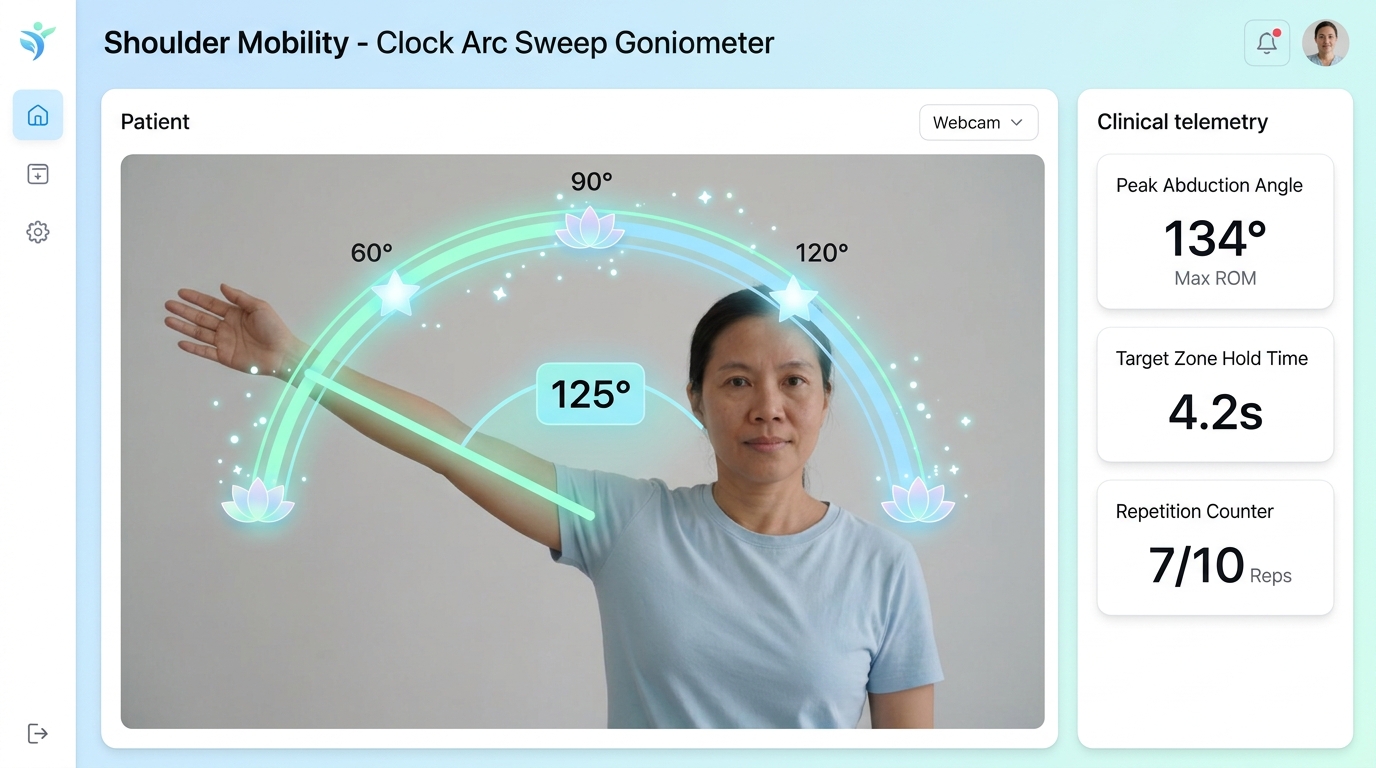 Shoulder Mobility - Clock Arc Sweep Goniometer
Patient
Webcam
90°
60°
120°
125°
Clinical telemetry
Peak Abduction Angle
134°
Max ROM
Target Zone Hold Time
4.2s
Repetition Counter
7/10 Reps